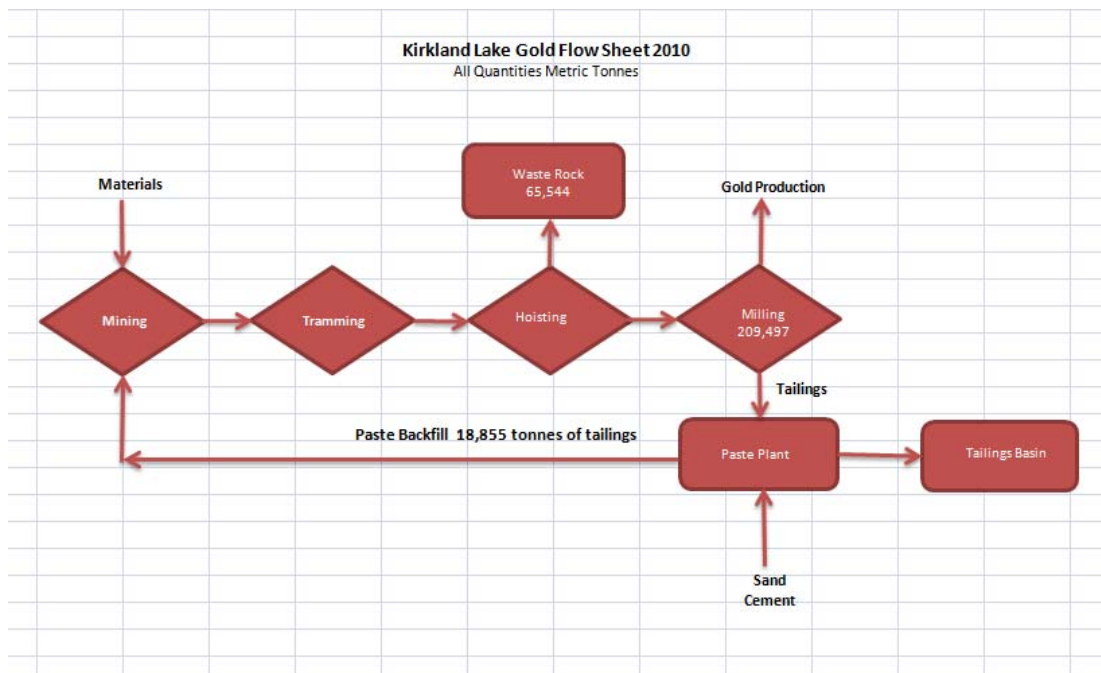 Kirkland Lake Gold Flow Sheet 2010
All Quantities Metric Tonnes
Waste Rock
65,544
Materials
Gold Production
Mining
Tramming
Hoisting
Milling
209,497
Tailings
Paste Backfill 18,855 tonnes of tailings
Paste Plant
Tailings Basin
Sand
Cement